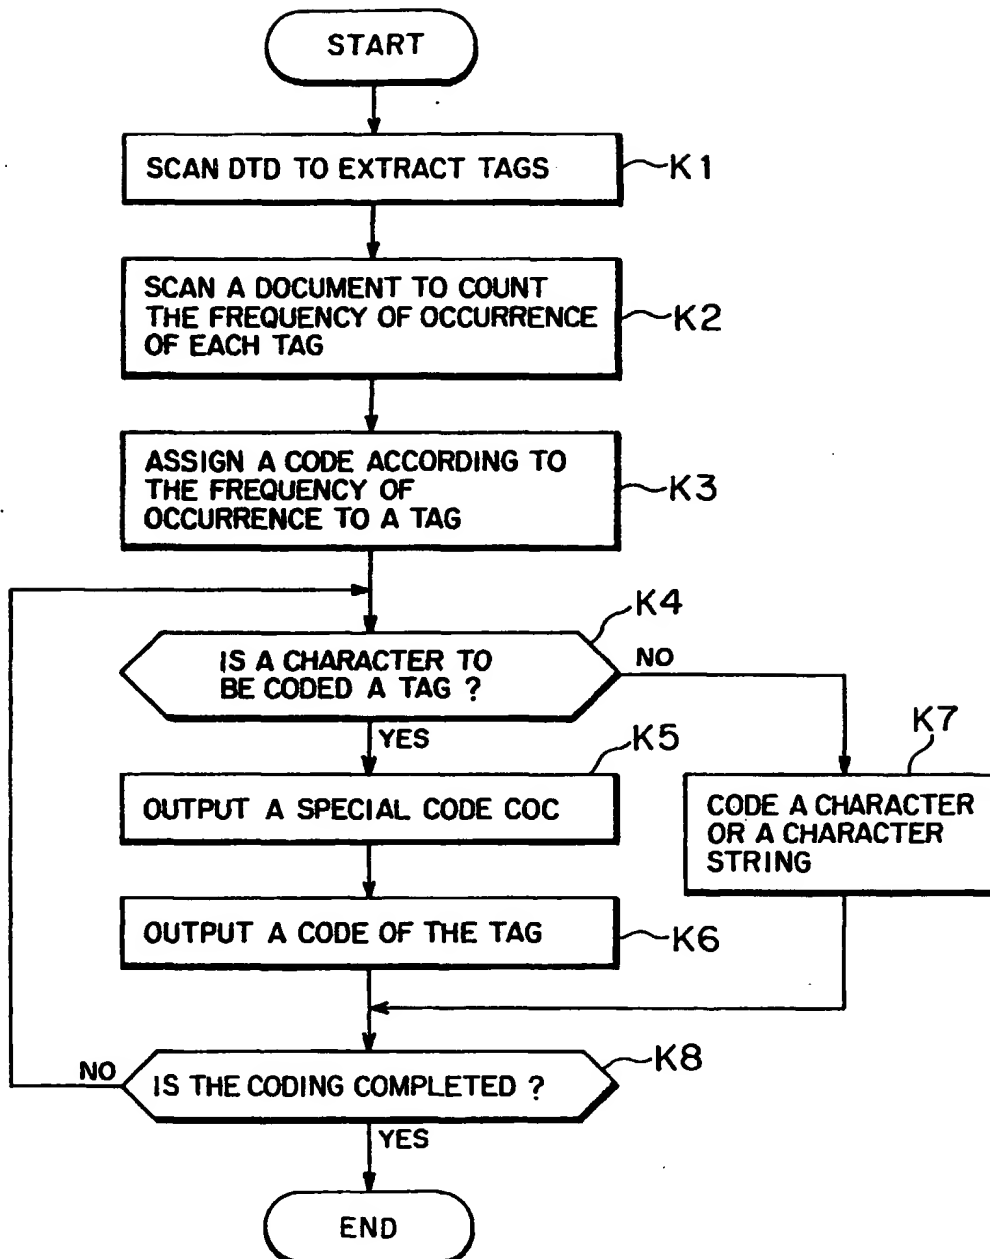 START
SCAN DTD TO EXTRACT TAGS
K1
SCAN A DOCUMENT TO COUNT
THE FREQUENCY OF OCCURRENCE
OF EACH TAG
K2
ASSIGN A CODE ACCORDING TO
THE FREQUENCY OF
OCCURRENCE TO A TAG
K3
K4
IS A CHARACTER TO
BE CODED A TAG ?
NO
YES
K5
OUTPUT A SPECIAL CODE COC
K7
CODE A CHARACTER
OR A CHARACTER
STRING
OUTPUT A CODE OF THE TAG
K6
K8
NO
IS THE CODING COMPLETED ?
YES
END